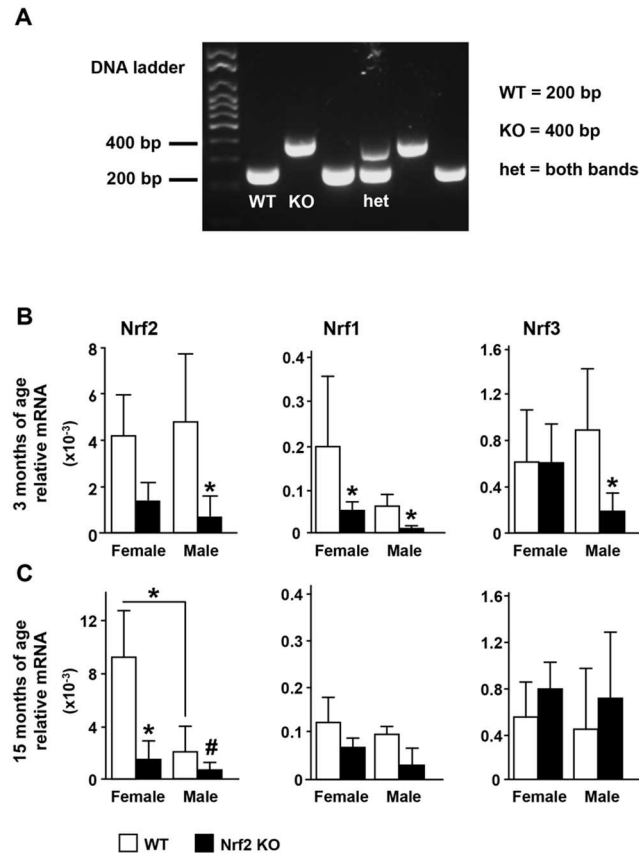 A
DNA ladder
400 bp
200 bp
WT KO het
WT = 200 bp
KO = 400 bp
het = both bands
B
Nrf2 Nrf1 Nrf3
3 months of age
relative mRNA
(x10⁻³)
8
6
4
2
0
*
Female Male
0.4
0.3
0.2
0.1
0
* *
Female Male
1.6
1.2
0.8
0.4
0
*
Female Male
C
15 months of age
relative mRNA
(x10⁻³)
12
9
6
3
0
*
* #
Female Male
0.4
0.3
0.2
0.1
0
Female Male
1.6
1.2
0.8
0.4
0
Female Male
WT Nrf2 KO